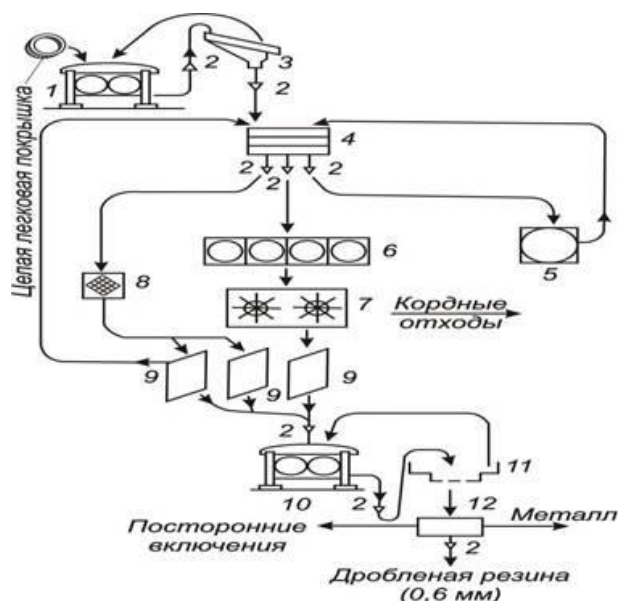 Целая легковая покрышка
1
2
3
2
4
2
2
2
5
6
8
7
Кордные
отходы
9
9
9
2
10
2
11
12
Посторонние
включения
Металл
2
Дробленая резина
(0,6 мм)